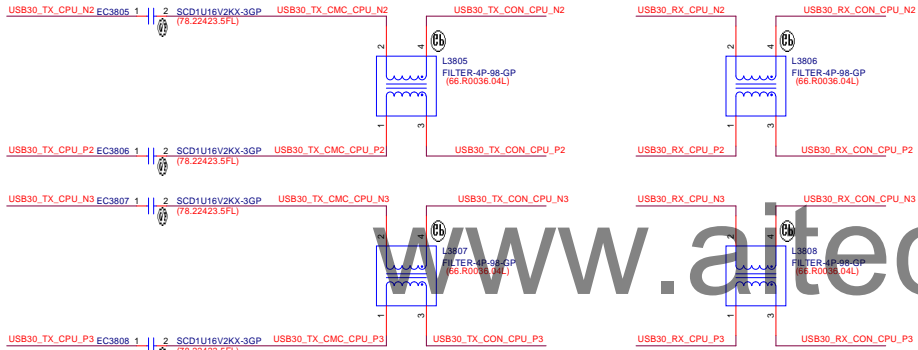 USB30_TX_CPU_N2 EC3805 1 2 SCD1U16V2KX-3GP USB30_TX_CMC_CPU_N2 USB30_TX_CON_CPU_N2 USB30_RX_CPU_N2 USB30_RX_CON_CPU_N2
(78.22423.5FL)
2 4 2 4
L3805 L3806
FILTER-4P-98-GP FILTER-4P-98-GP
(66.R0036.04L) (66.R0036.04L)
1 3 1 3
USB30_TX_CPU_P2 EC3806 1 2 SCD1U16V2KX-3GP USB30_TX_CMC_CPU_P2 USB30_TX_CON_CPU_P2 USB30_RX_CPU_P2 USB30_RX_CON_CPU_P2
(78.22423.5FL)
USB30_TX_CPU_N3 EC3807 1 2 SCD1U16V2KX-3GP USB30_TX_CMC_CPU_N3 USB30_TX_CON_CPU_N3 USB30_RX_CPU_N3 USB30_RX_CON_CPU_N3
(78.22423.5FL)
2 4 2 4
L3807 L3808
FILTER-4P-98-GP FILTER-4P-98-GP
(66.R0036.04L) (66.R0036.04L)
www.aitec
1 3 1 3
USB30_TX_CPU_P3 EC3808 1 2 SCD1U16V2KX-3GP USB30_TX_CMC_CPU_P3 USB30_TX_CON_CPU_P3 USB30_RX_CPU_P3 USB30_RX_CON_CPU_P3